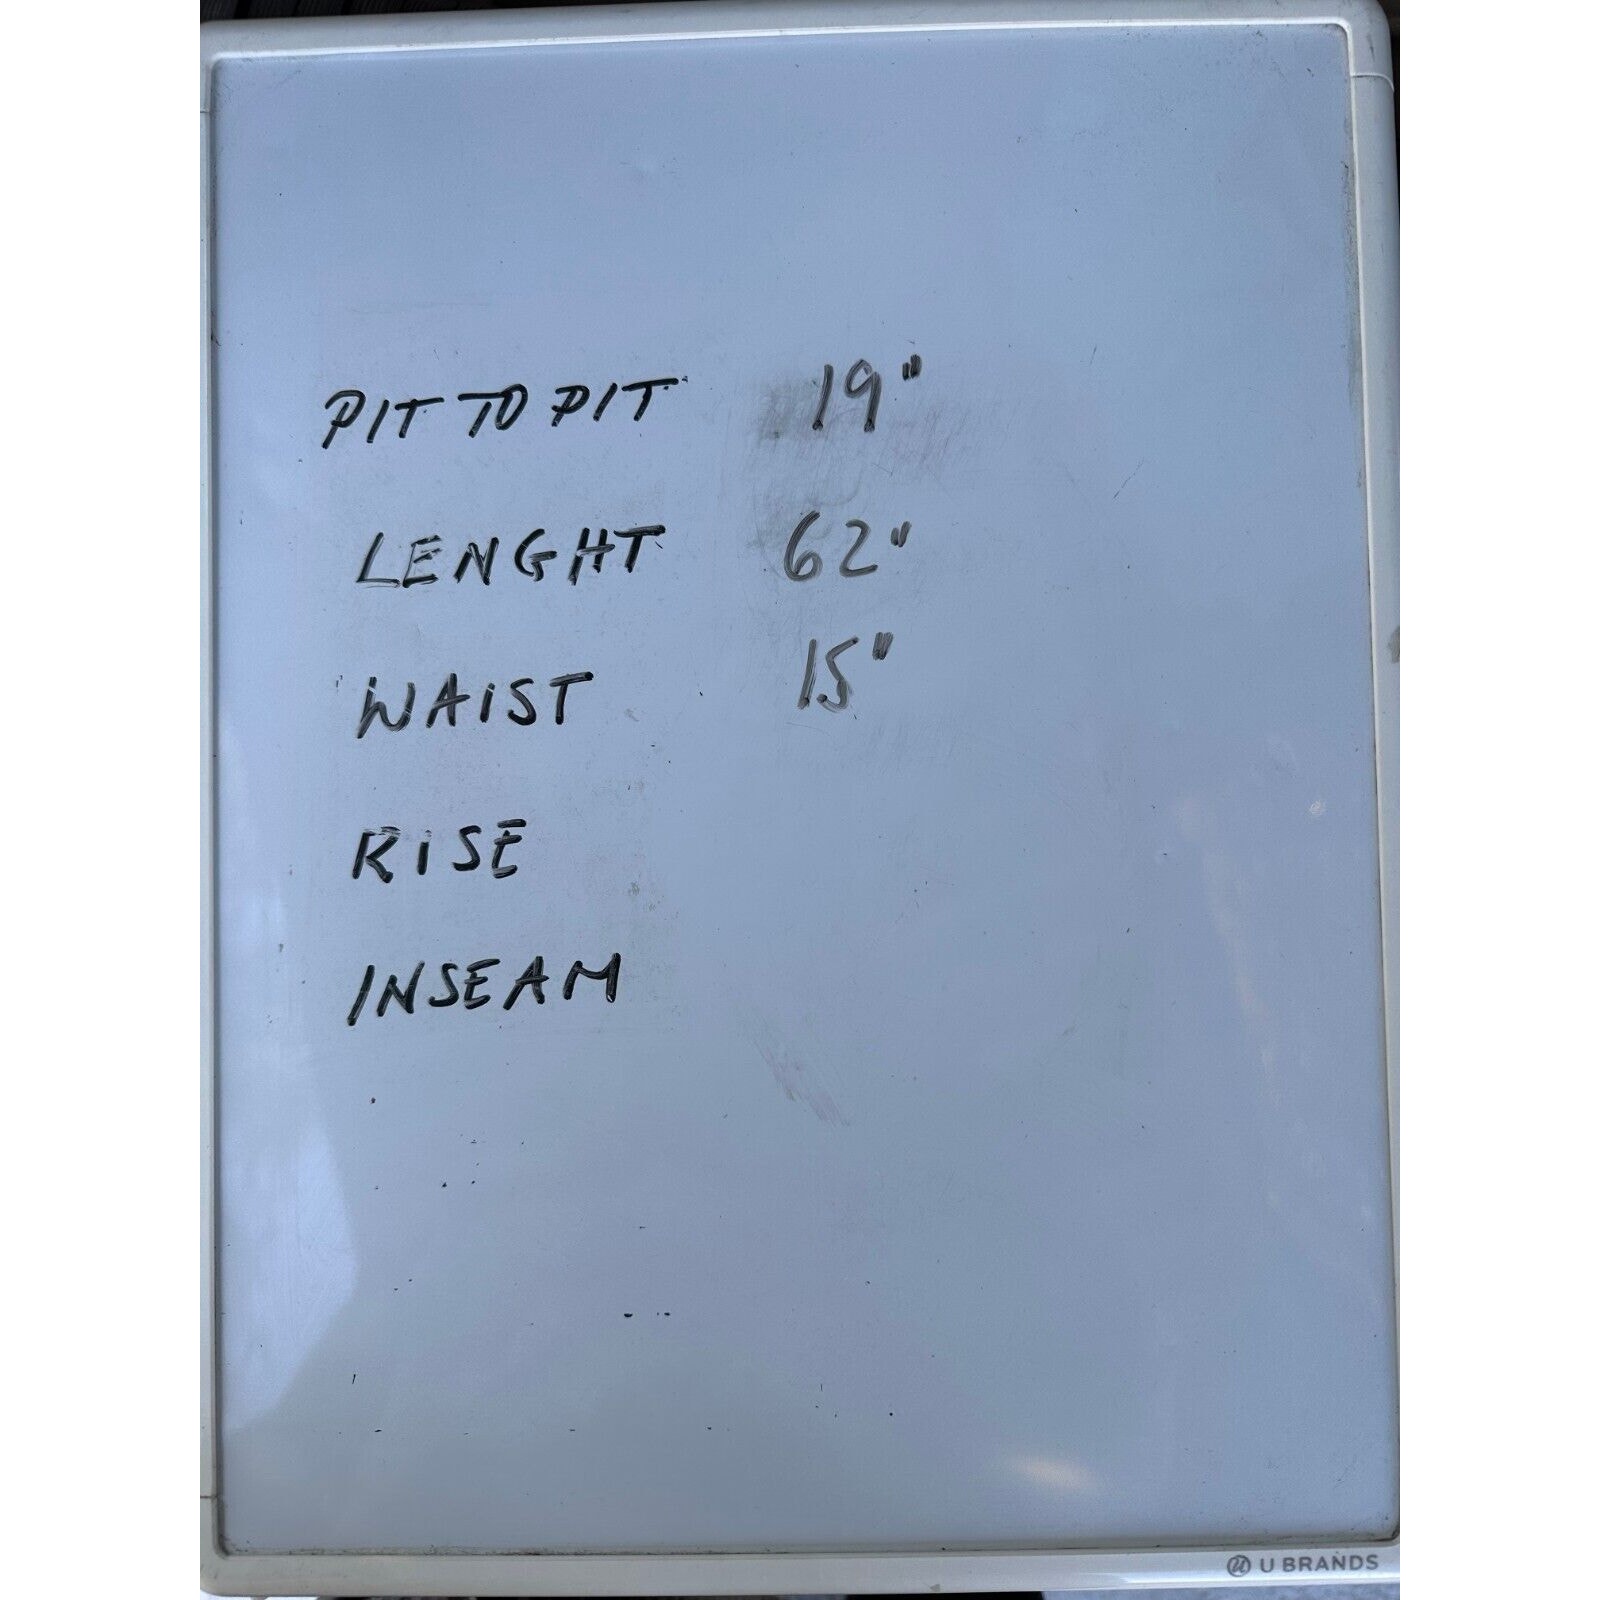 PIT TO PIT 19"
LENGHT 62"
WAIST 15"
RISE
INSEAM
U BRANDS